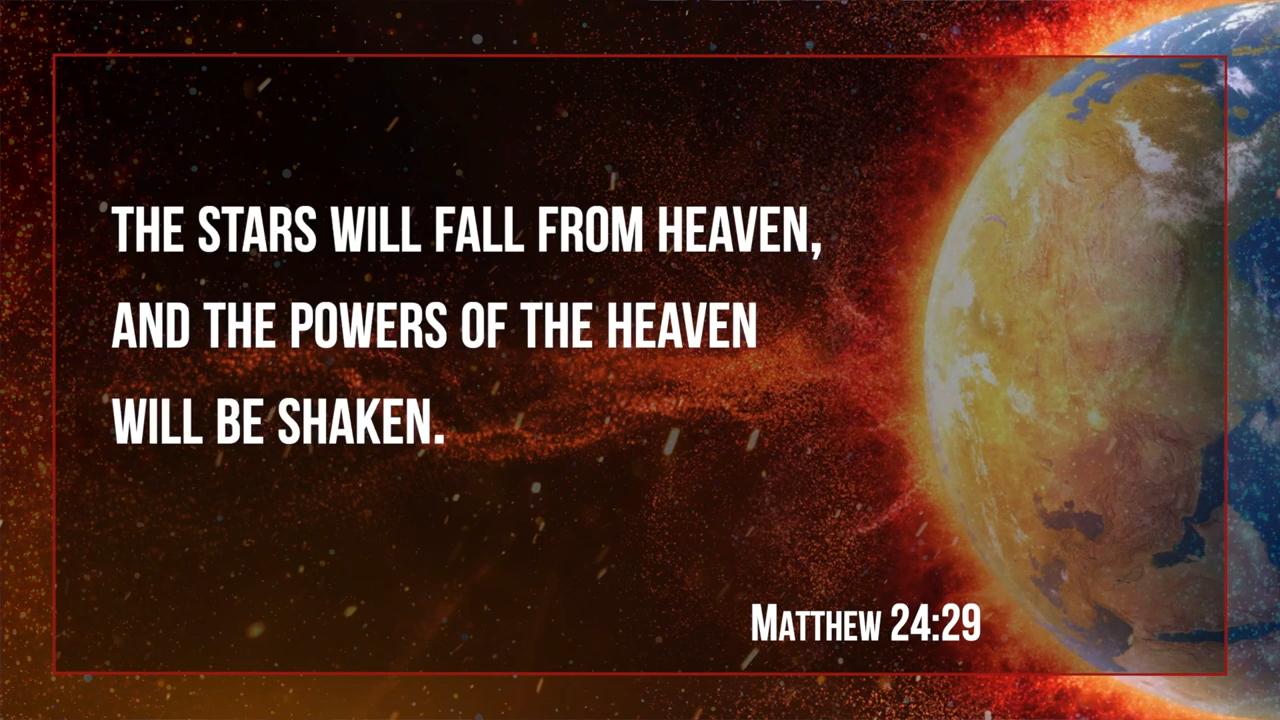 THE STARS WILL FALL FROM HEAVEN,
AND THE POWERS OF THE HEAVEN
WILL BE SHAKEN.
MATTHEW 24:29